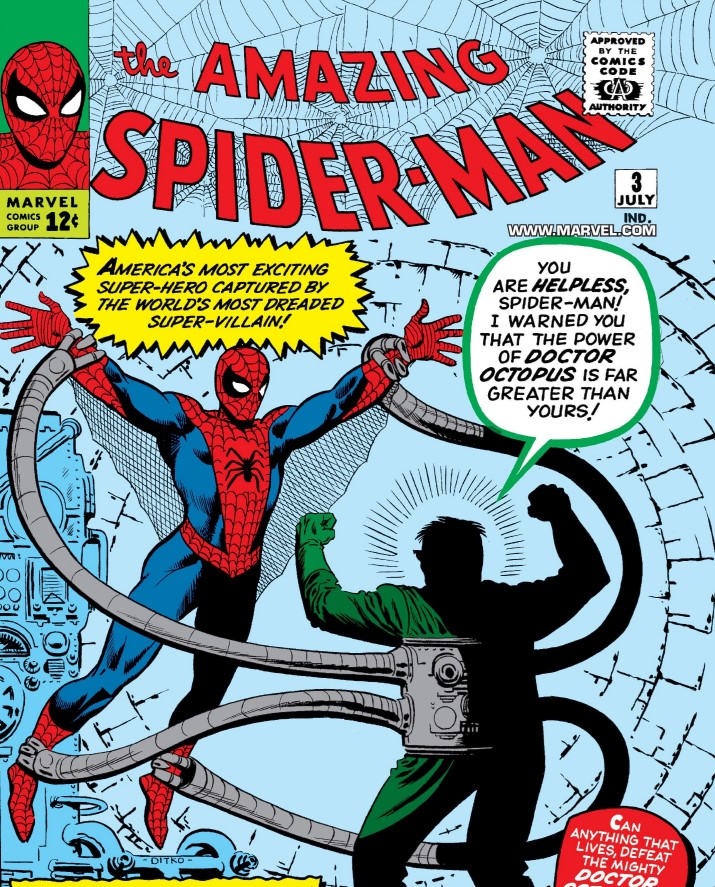 the AMAZING
SPIDER-MAN
APPROVED
BY THE
COMICS
CODE
CA
AUTHORITY
MARVEL
COMICS
GROUP 12¢
3
JULY
IND.
WWW.MARVEL.COM
AMERICA'S MOST EXCITING
SUPER-HERO CAPTURED BY
THE WORLD'S MOST DREADED
SUPER-VILLAIN!
YOU
ARE HELPLESS,
SPIDER-MAN!
I WARNED YOU
THAT THE POWER
OF DOCTOR
OCTOPUS IS FAR
GREATER THAN
YOURS!
- DITKO -
CAN
ANYTHING THAT
LIVES, DEFEAT
THE MIGHTY
DOCTOR